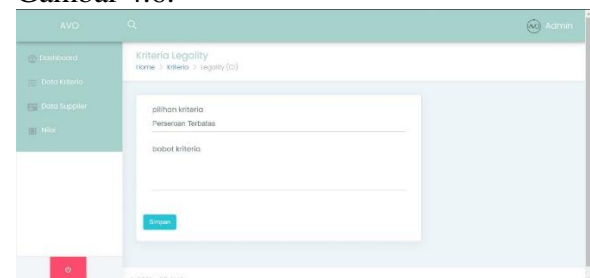 Gambar 4.6.
AVO
Admin
Dashboard
Kriteria Legality
Home > Kriteria > Legality (C1)
Data Kriteria
Data Supplier
pilihan kriteria
Perseroan Terbatas
Nilai
bobot kriteria
Simpan